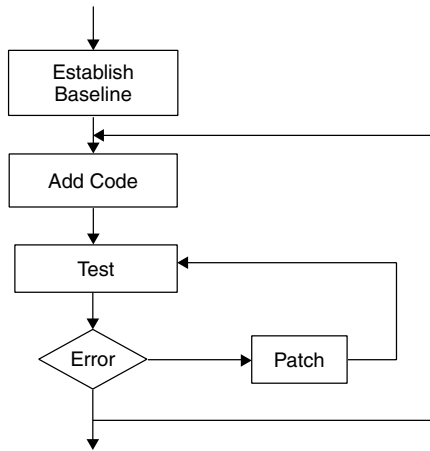 Establish
Baseline
Add Code
Test
Error
Patch